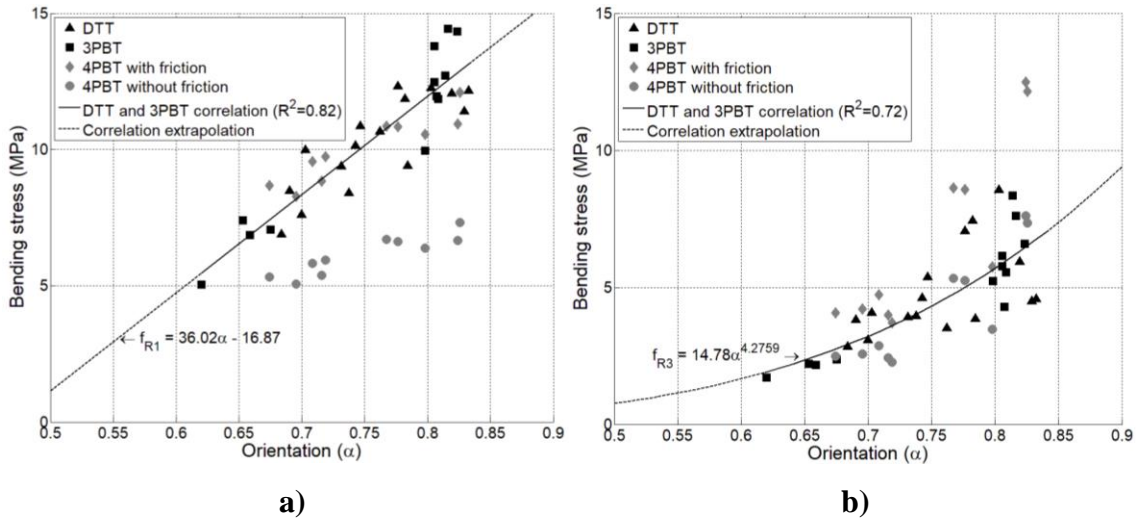 15
10
5
0
Bending stress (MPa)
DTT
3PBT
4PBT with friction
4PBT without friction
DTT and 3PBT correlation (R²=0.82)
Correlation extrapolation
f_R1 = 36.02α - 16.87
0.5 0.55 0.6 0.65 0.7 0.75 0.8 0.85 0.9
Orientation (α)
a)
15
10
5
0
Bending stress (MPa)
DTT
3PBT
4PBT with friction
4PBT without friction
DTT and 3PBT correlation (R²=0.72)
Correlation extrapolation
f_R3 = 14.78α^4.2759
0.5 0.55 0.6 0.65 0.7 0.75 0.8 0.85 0.9
Orientation (α)
b)